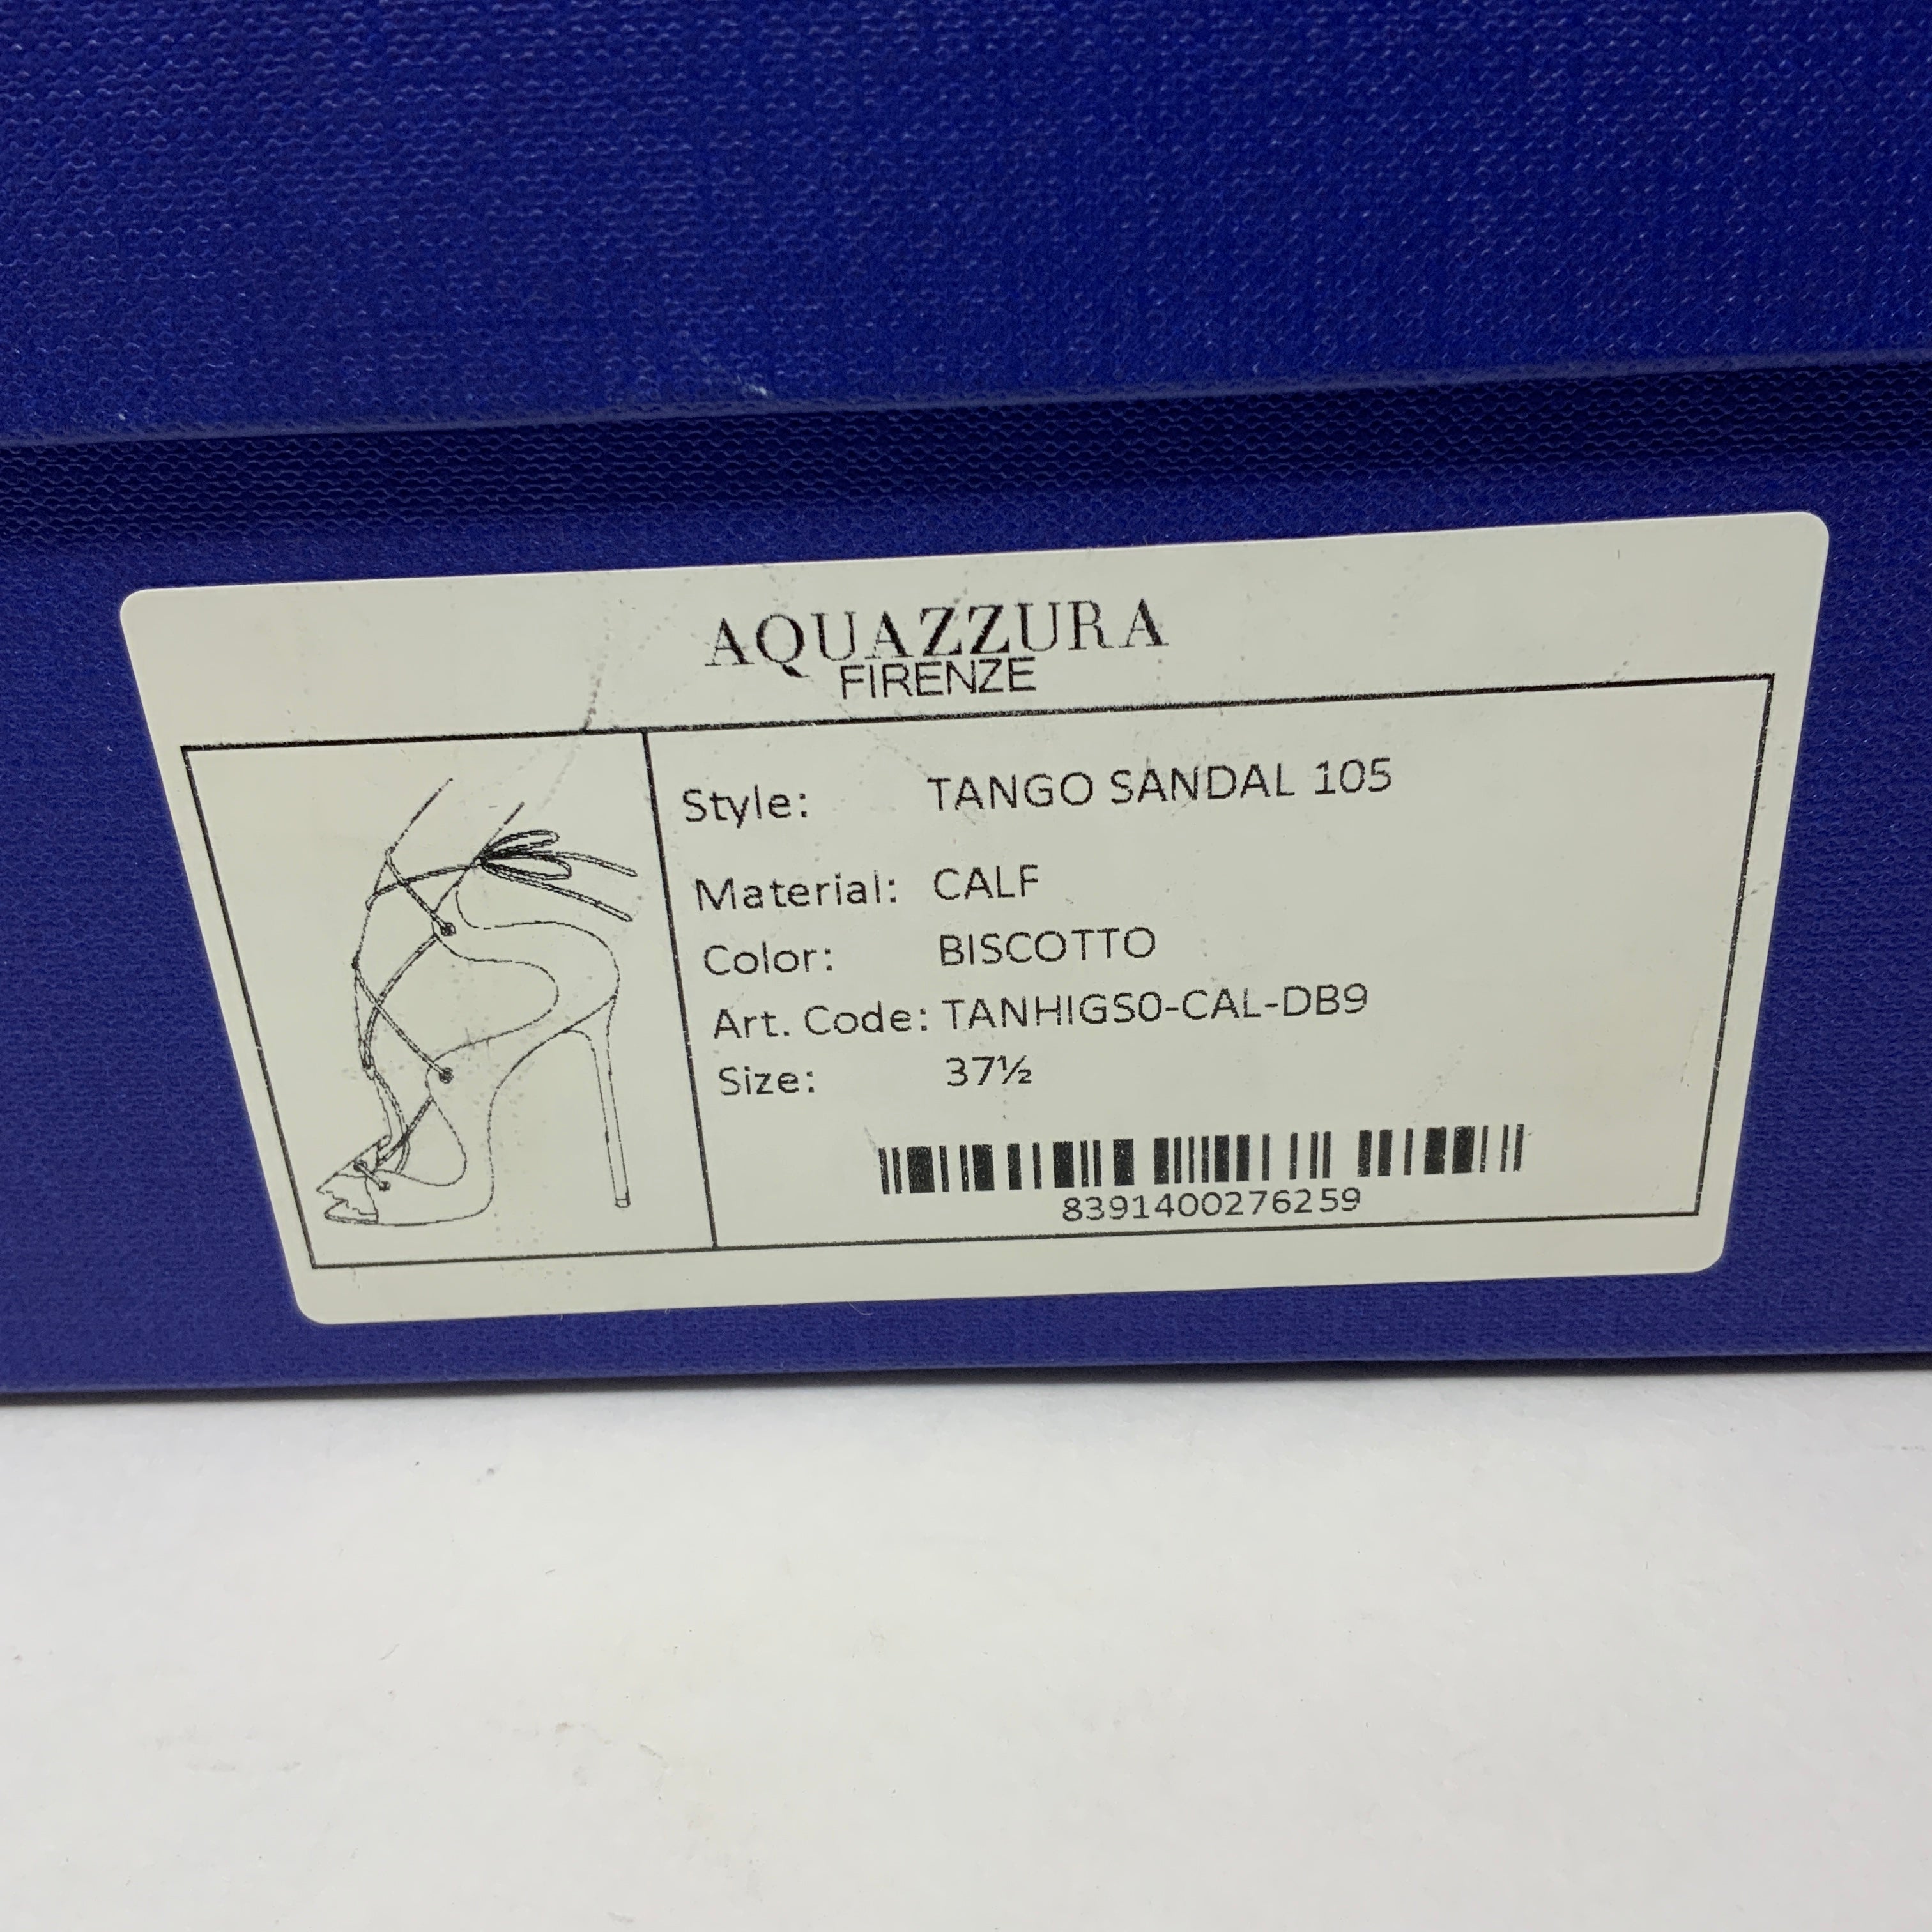 AQUAZZURA
FIRENZE
Style: TANGO SANDAL 105
Material: CALF
Color: BISCOTTO
Art. Code: TANHIGS0-CAL-DB9
Size: 37½
8391400276259